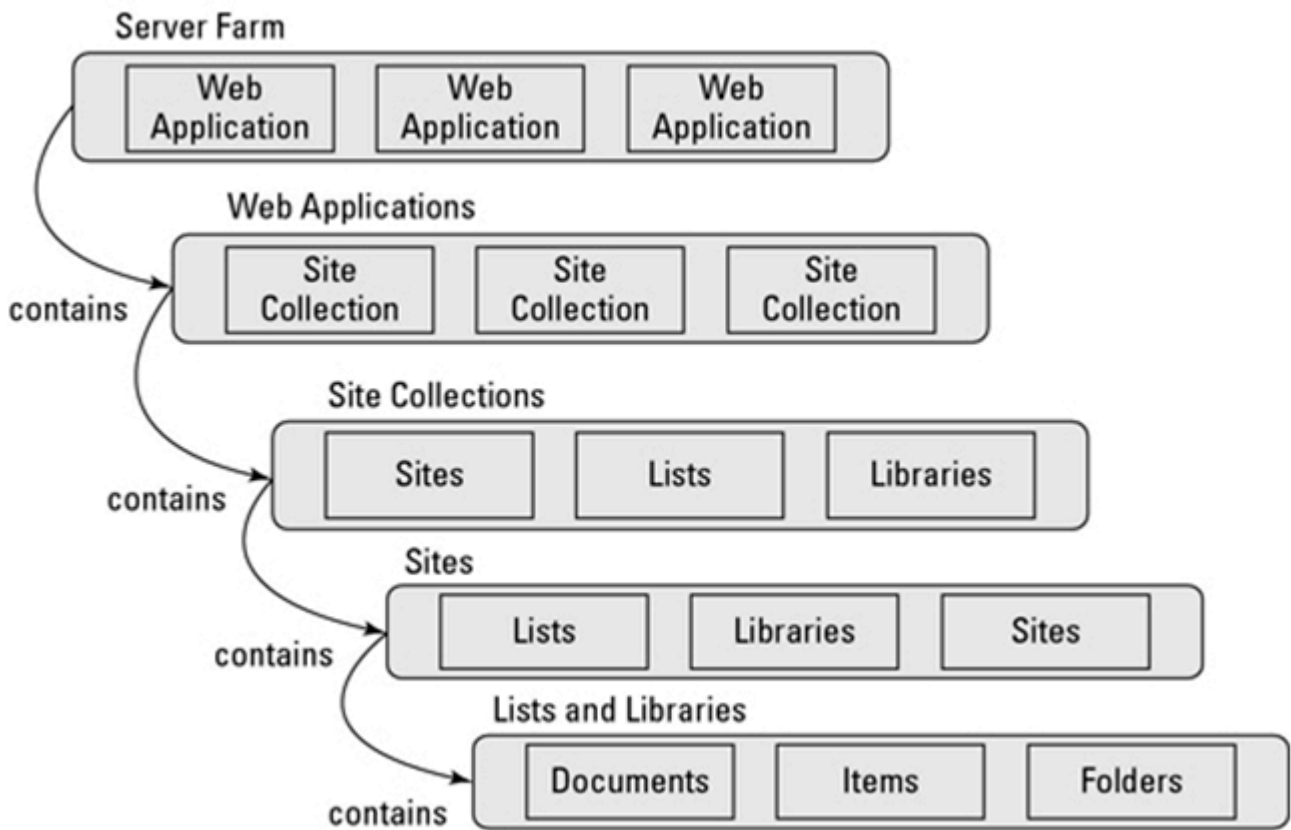 Server Farm
Web Application
Web Application
Web Application
Web Applications
contains
Site Collection
Site Collection
Site Collection
Site Collections
contains
Sites
Lists
Libraries
Sites
contains
Lists
Libraries
Sites
Lists and Libraries
contains
Documents
Items
Folders